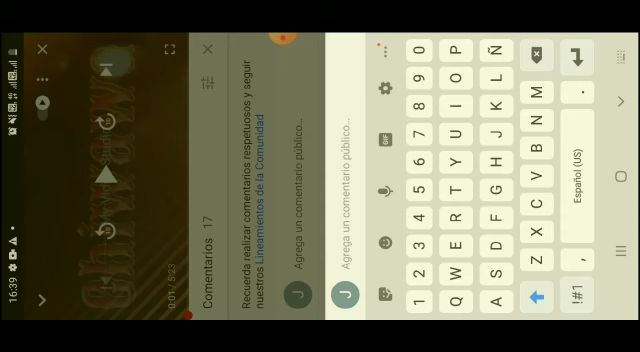 16:39
0:01 / 5:23
Comentarios 17
Recuerda realizar comentarios respetuosos y seguir
nuestros Lineamientos de la Comunidad
J Agrega un comentario público...
J Agrega un comentario público...
GIF
1 2 3 4 5 6 7 8 9 0
Q W E R T Y U I O P
A S D F G H J K L Ñ
Z X C V B N M
!#1 , Español (US) .